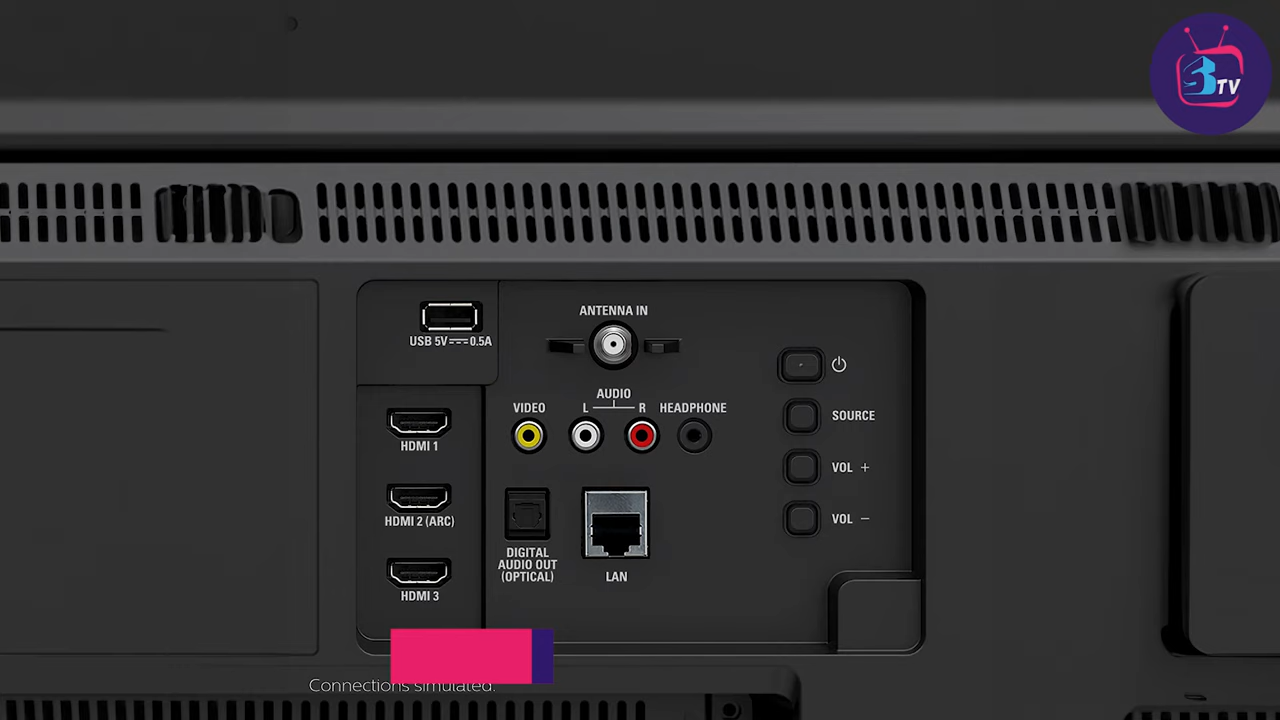 3TV
ANTENNA IN
USB 5V⎓0.5A
AUDIO
VIDEO L R HEADPHONE
SOURCE
HDMI 1
VOL +
HDMI 2 (ARC)
VOL −
DIGITAL
AUDIO OUT
(OPTICAL)
LAN
HDMI 3
Connections simulated.